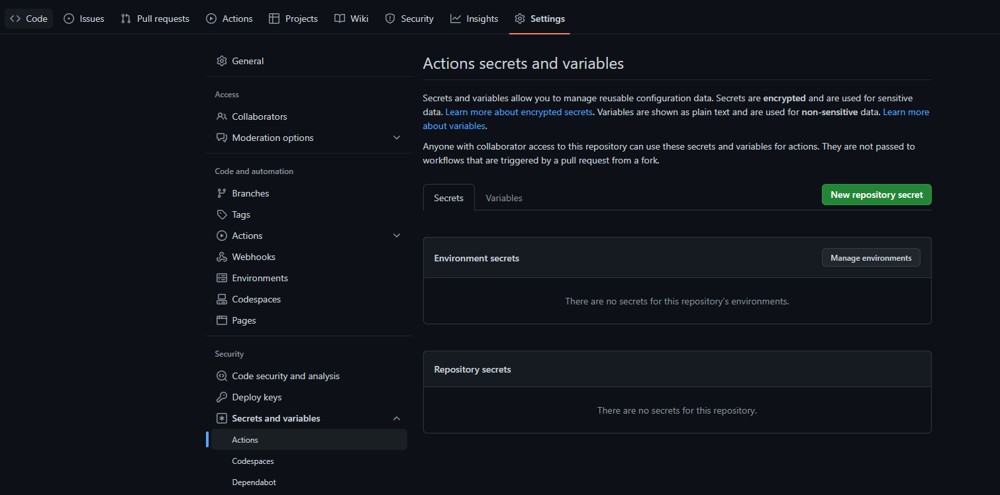 Code Issues Pull requests Actions Projects Wiki Security Insights Settings
General
Access
Collaborators
Moderation options
Code and automation
Branches
Tags
Actions
Webhooks
Environments
Codespaces
Pages
Security
Code security and analysis
Deploy keys
Secrets and variables
Actions
Codespaces
Dependabot
Actions secrets and variables
Secrets and variables allow you to manage reusable configuration data. Secrets are encrypted and are used for sensitive
data. Learn more about encrypted secrets. Variables are shown as plain text and are used for non-sensitive data. Learn more
about variables.
Anyone with collaborator access to this repository can use these secrets and variables for actions. They are not passed to
workflows that are triggered by a pull request from a fork.
Secrets Variables New repository secret
Environment secrets Manage environments
There are no secrets for this repository's environments.
Repository secrets
There are no secrets for this repository.